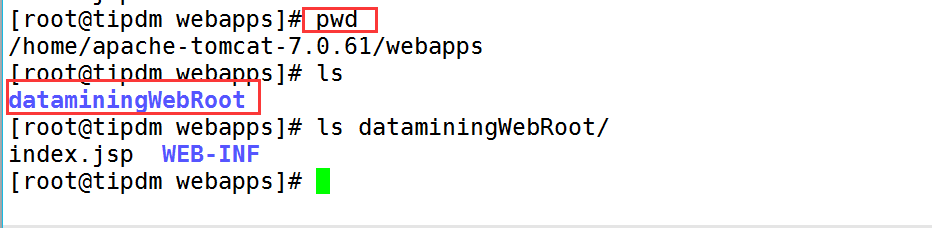 [root@tipdm webapps]# pwd
/home/apache-tomcat-7.0.61/webapps
[root@tipdm webapps]# ls
dataminingWebRoot
[root@tipdm webapps]# ls dataminingWebRoot/
index.jsp  WEB-INF
[root@tipdm webapps]#